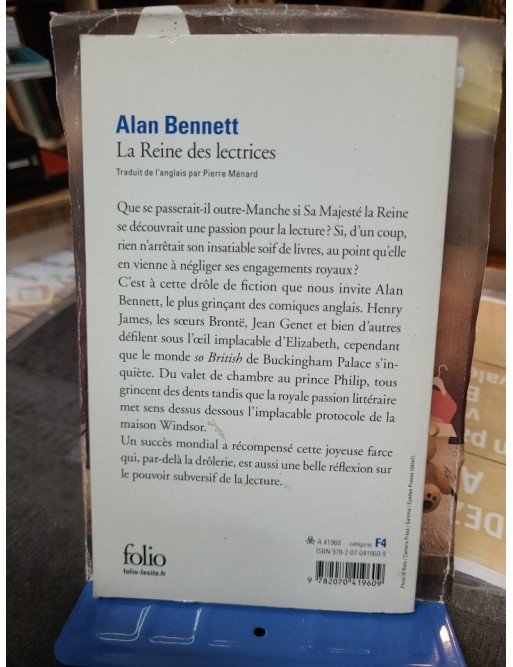 Alan Bennett
La Reine des lectrices
Traduit de l'anglais par Pierre Ménard
Que se passerait-il outre-Manche si Sa Majesté la Reine
se découvrait une passion pour la lecture ? Si, d'un coup,
rien n'arrêtait son insatiable soif de livres, au point qu'elle
en vienne à négliger ses engagements royaux ?
C'est à cette drôle de fiction que nous invite Alan
Bennett, le plus grinçant des comiques anglais. Henry
James, les sœurs Brontë, Jean Genet et bien d'autres
défilent sous l'œil implacable d'Elizabeth, cependant
que le monde so British de Buckingham Palace s'in-
quiète. Du valet de chambre au prince Philip, tous
grincent des dents tandis que la royale passion littéraire
met sens dessus dessous l'implacable protocole de la
maison Windsor.
Un succès mondial a récompensé cette joyeuse farce
qui, par-delà la drôlerie, est aussi une belle réflexion sur
le pouvoir subversif de la lecture.
folio
folio-lesite.fr
A 41960 catégorie F4
ISBN 978-2-07-041960-9
9 782070 419609